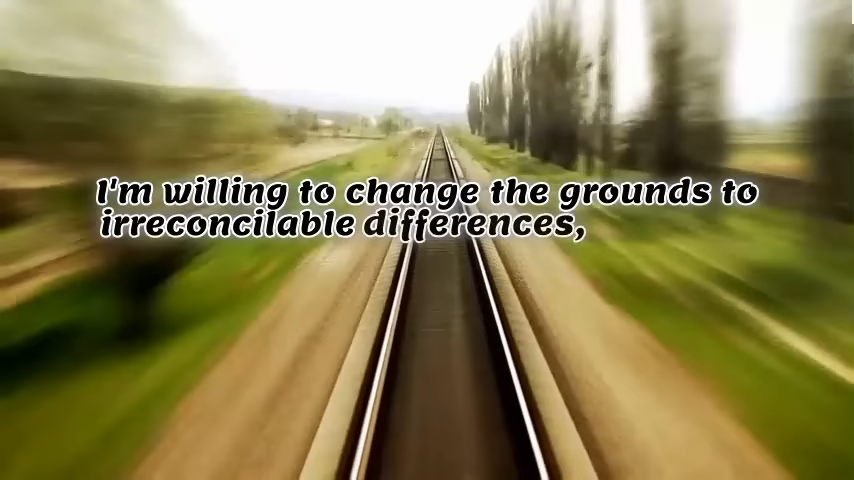 I'm willing to change the grounds to
irreconcilable differences,